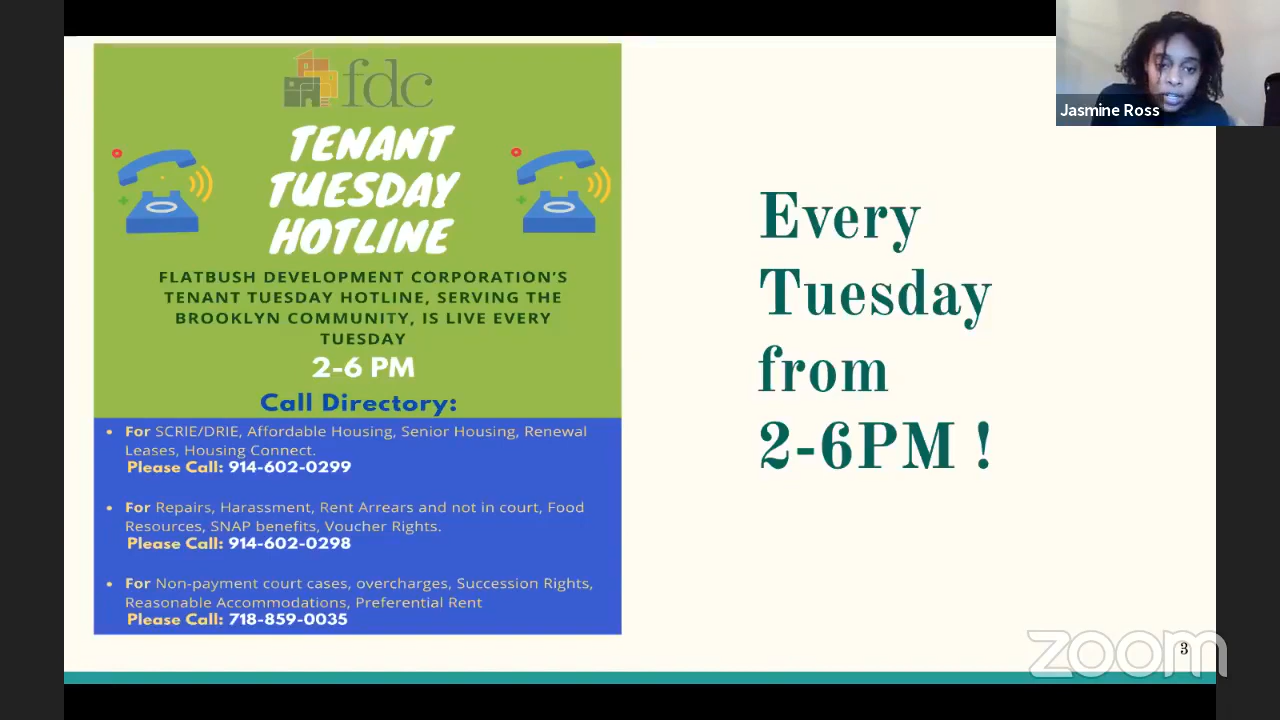 fdc
TENANT
TUESDAY
HOTLINE
FLATBUSH DEVELOPMENT CORPORATION'S
TENANT TUESDAY HOTLINE, SERVING THE
BROOKLYN COMMUNITY, IS LIVE EVERY
TUESDAY
2-6 PM
Call Directory:
• For SCRIE/DRIE, Affordable Housing, Senior Housing, Renewal
Leases, Housing Connect.
Please Call: 914-602-0299
• For Repairs, Harassment, Rent Arrears and not in court, Food
Resources, SNAP benefits, Voucher Rights.
Please Call: 914-602-0298
• For Non-payment court cases, overcharges, Succession Rights,
Reasonable Accommodations, Preferential Rent
Please Call: 718-859-0035
Every
Tuesday
from
2-6PM !
Jasmine Ross
zoom
3